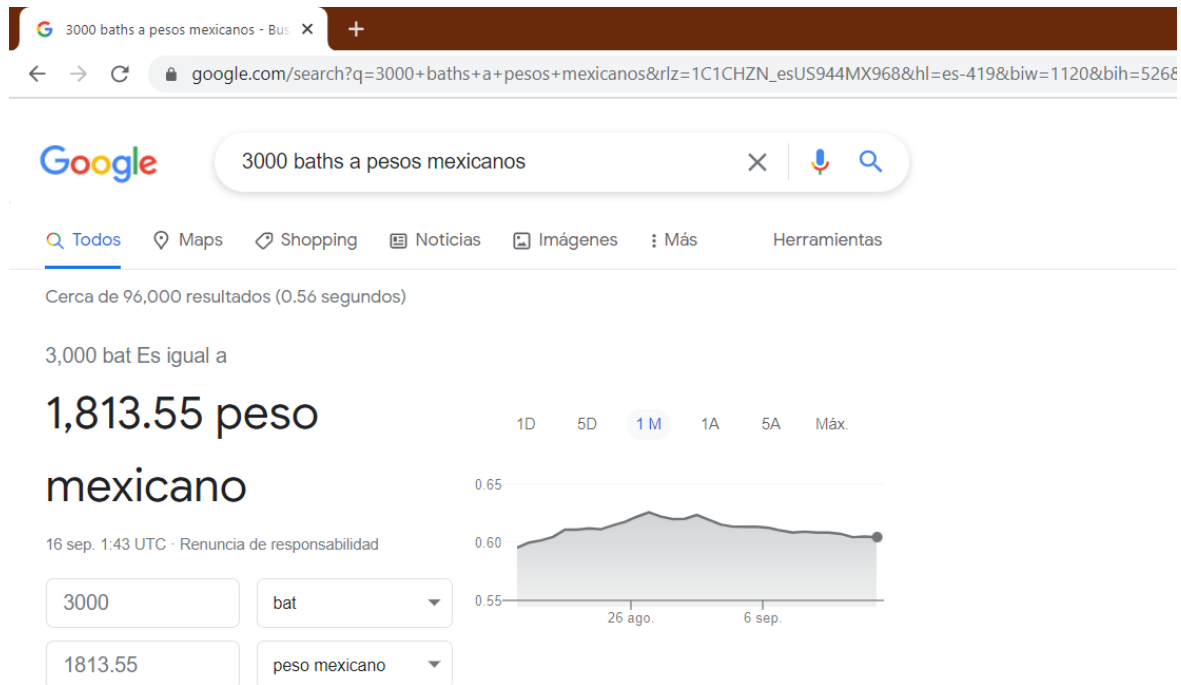 3000 baths a pesos mexicanos - Bus
google.com/search?q=3000+baths+a+pesos+mexicanos&rlz=1C1CHZN_esUS944MX968&hl=es-419&biw=1120&bih=526&
Google
3000 baths a pesos mexicanos
Todos Maps Shopping Noticias Imágenes Más Herramientas
Cerca de 96,000 resultados (0.56 segundos)
3,000 bat Es igual a
1,813.55 peso
mexicano
16 sep. 1:43 UTC · Renuncia de responsabilidad
3000 bat
1813.55 peso mexicano
1D 5D 1 M 1A 5A Máx.
0.65
0.60
0.55
26 ago. 6 sep.